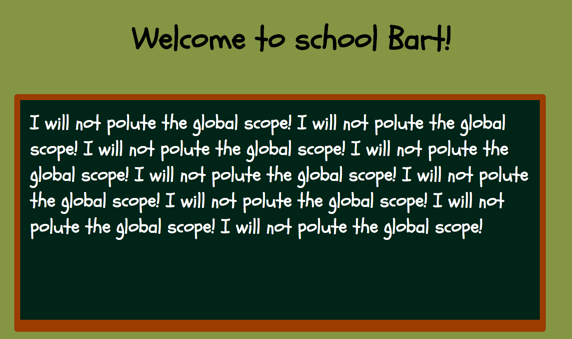 Welcome to school Bart!
I will not polute the global scope! I will not polute the global
scope! I will not polute the global scope! I will not polute the
global scope! I will not polute the global scope! I will not polute
the global scope! I will not polute the global scope! I will not
polute the global scope! I will not polute the global scope!